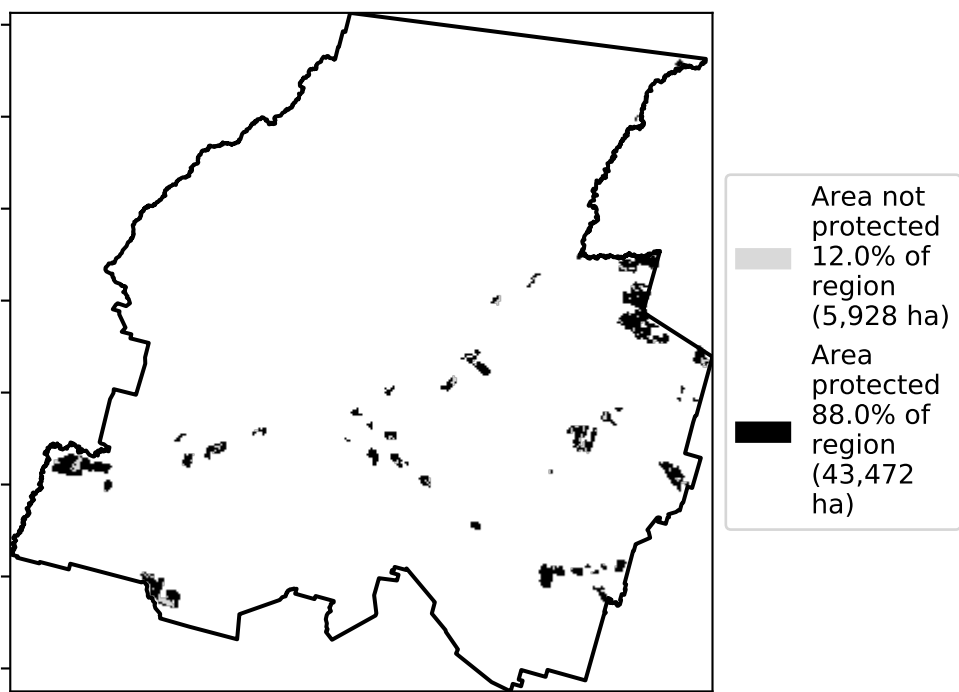 Area not
protected
12.0% of
region
(5,928 ha)
Area
protected
88.0% of
region
(43,472
ha)